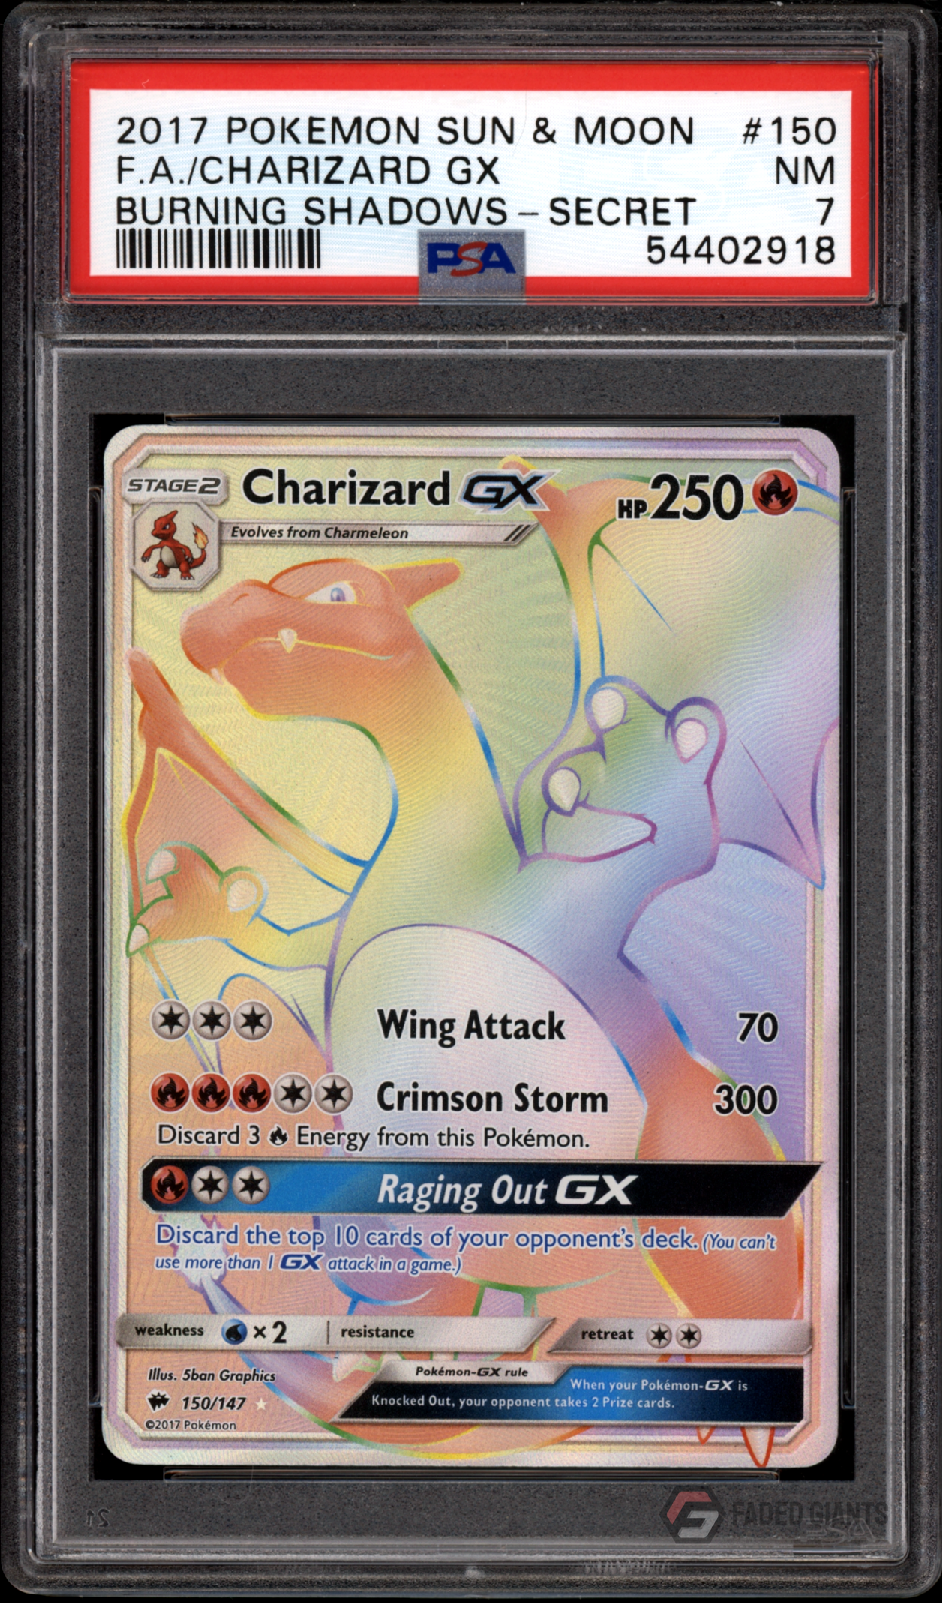 2017 POKEMON SUN & MOON #150
F.A./CHARIZARD GX NM
BURNING SHADOWS – SECRET 7
54402918
PSA
STAGE2 Charizard GX HP250
Evolves from Charmeleon
Wing Attack 70
Crimson Storm 300
Discard 3 Energy from this Pokémon.
Raging Out GX
Discard the top 10 cards of your opponent's deck. (You can't
use more than 1 GX attack in a game.)
weakness ×2 resistance retreat
Illus. 5ban Graphics
Pokémon-GX rule
When your Pokémon-GX is
Knocked Out, your opponent takes 2 Prize cards.
150/147
©2017 Pokémon
FADED GIANTS